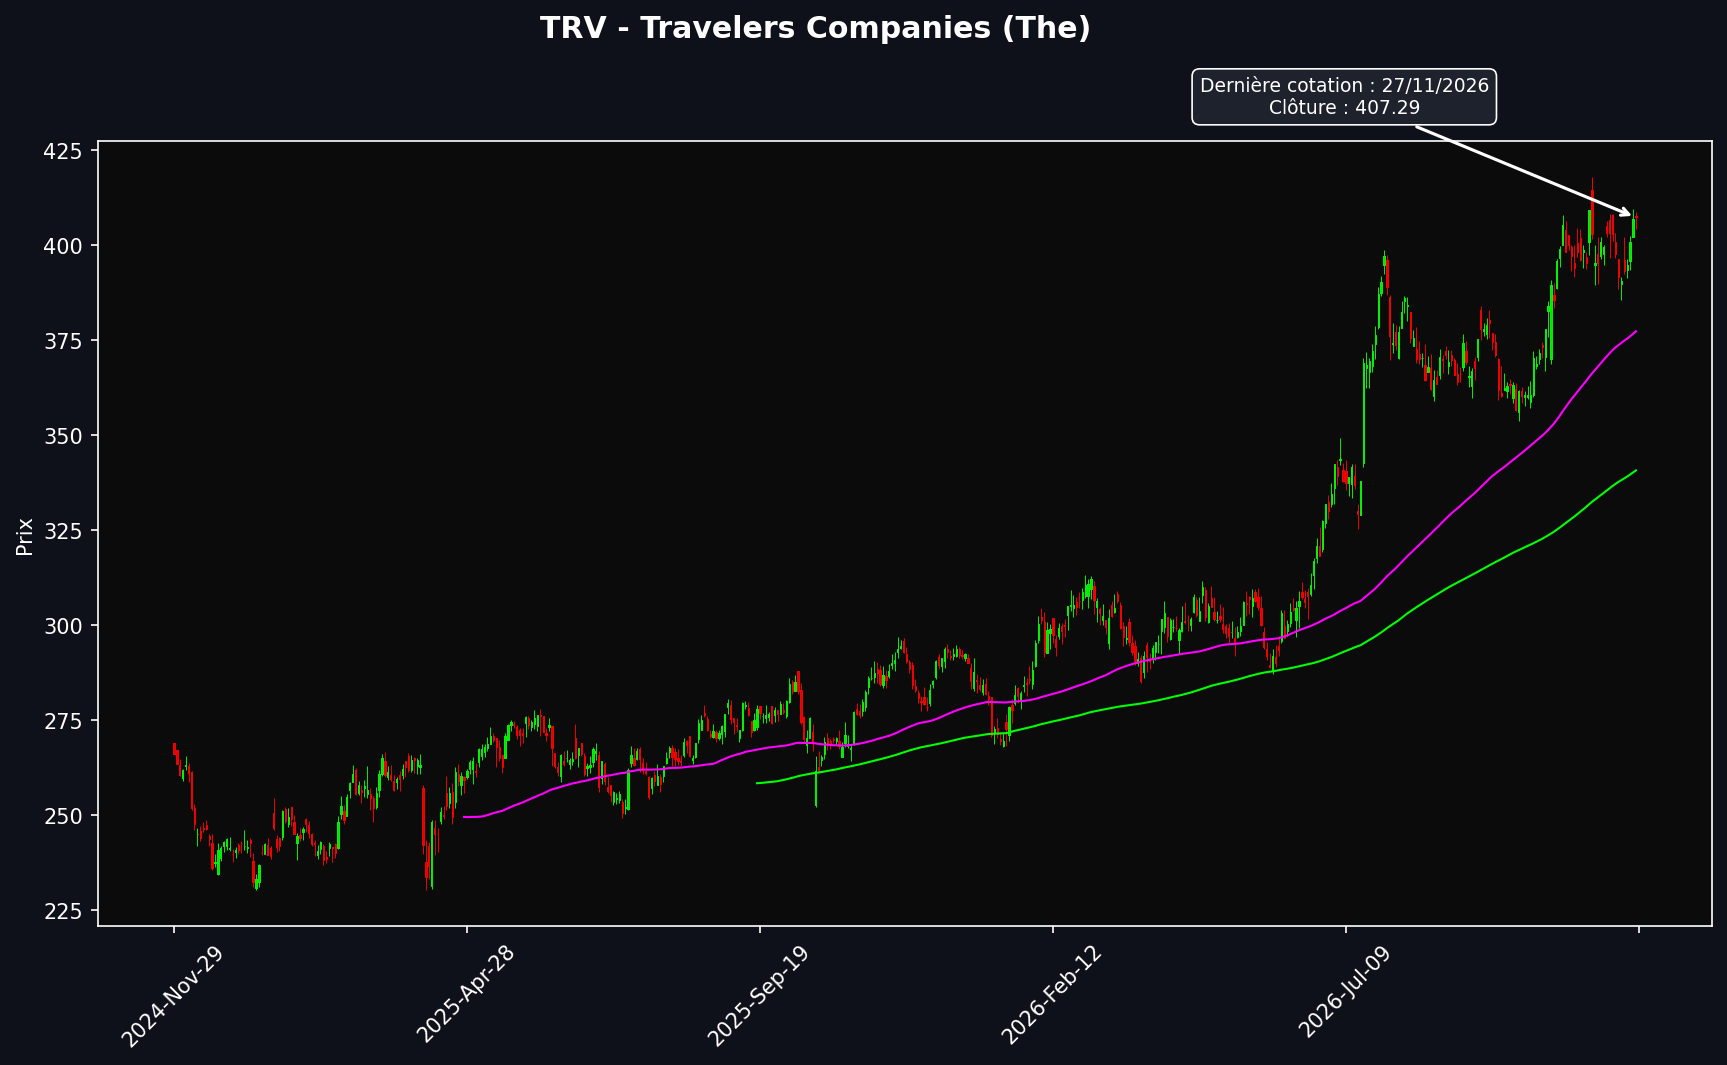 TRV - Travelers Companies (The)
Dernière cotation : 27/11/2026
Clôture : 407.29
425
400
375
350
325
300
275
250
225
Prix
2024-Nov-29
2025-Apr-28
2025-Sep-19
2026-Feb-12
2026-Jul-09